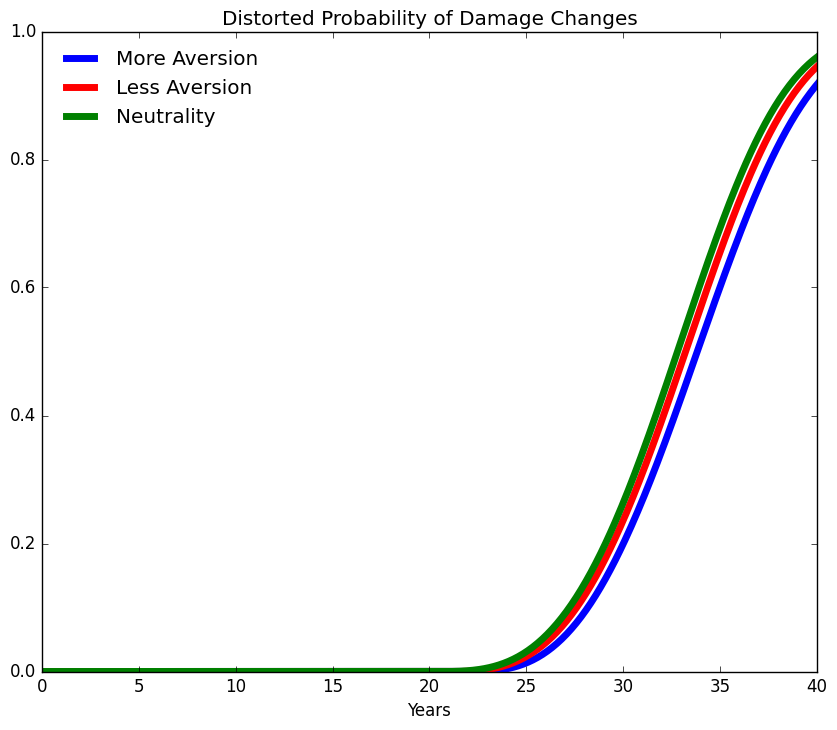 Distorted Probability of Damage Changes
1.0
More Aversion
Less Aversion
Neutrality
0.8
0.6
0.4
0.2
0.0
0 5 10 15 20 25 30 35 40
Years